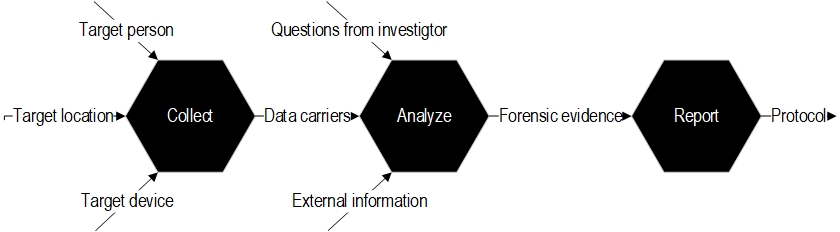 Target person
Questions from investigtor
Target location
Collect
Data carriers
Analyze
Forensic evidence
Report
Protocol
Target device
External information